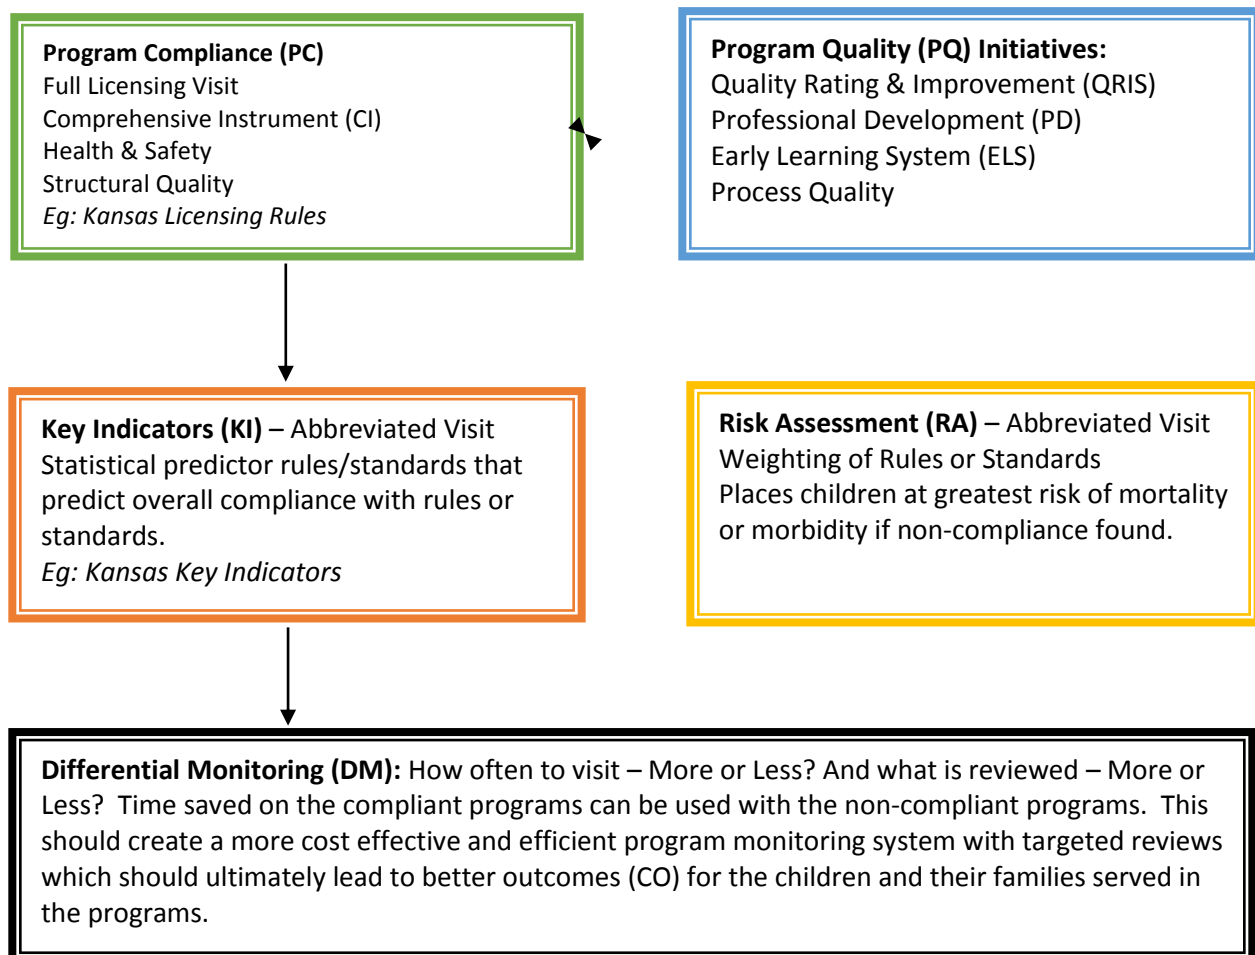 Program Compliance (PC)
Full Licensing Visit
Comprehensive Instrument (CI)
Health & Safety
Structural Quality
Eg: Kansas Licensing Rules
Program Quality (PQ) Initiatives:
Quality Rating & Improvement (QRIS)
Professional Development (PD)
Early Learning System (ELS)
Process Quality
Key Indicators (KI) – Abbreviated Visit
Statistical predictor rules/standards that
predict overall compliance with rules or
standards.
Eg: Kansas Key Indicators
Risk Assessment (RA) – Abbreviated Visit
Weighting of Rules or Standards
Places children at greatest risk of mortality
or morbidity if non-compliance found.
Differential Monitoring (DM): How often to visit – More or Less? And what is reviewed – More or
Less?  Time saved on the compliant programs can be used with the non-compliant programs.  This
should create a more cost effective and efficient program monitoring system with targeted reviews
which should ultimately lead to better outcomes (CO) for the children and their families served in
the programs.